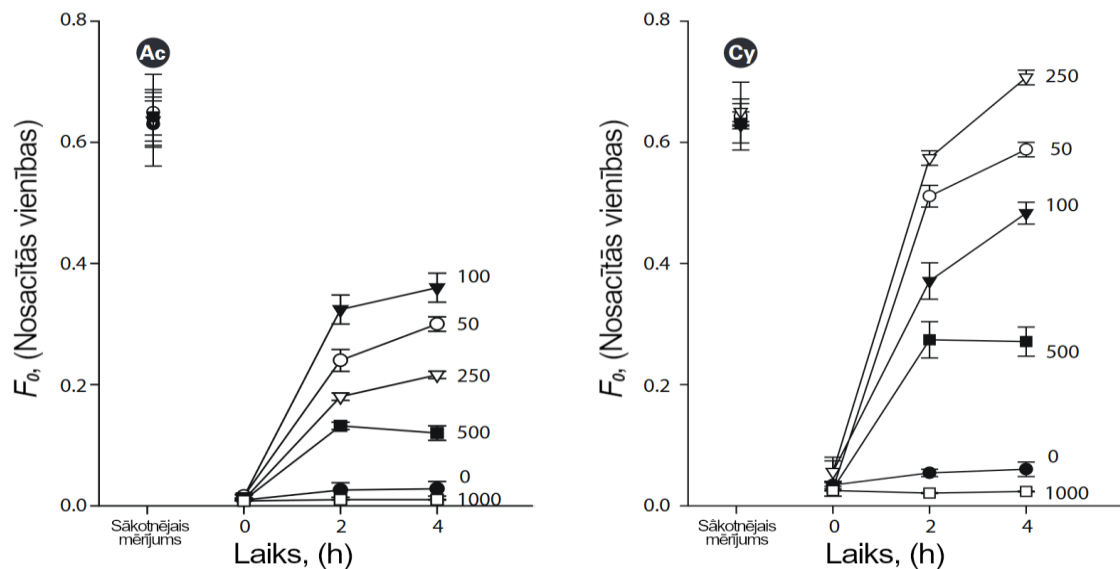 Ac
F₀, (Nosacītās vienības)
0.8
0.6
0.4
0.2
0.0
100
50
250
500
0
1000
Sākotnējais
mērījums
0
2
4
Laiks, (h)
Cy
F₀, (Nosacītās vienības)
0.8
0.6
0.4
0.2
0.0
250
50
100
500
0
1000
Sākotnējais
mērījums
0
2
4
Laiks, (h)